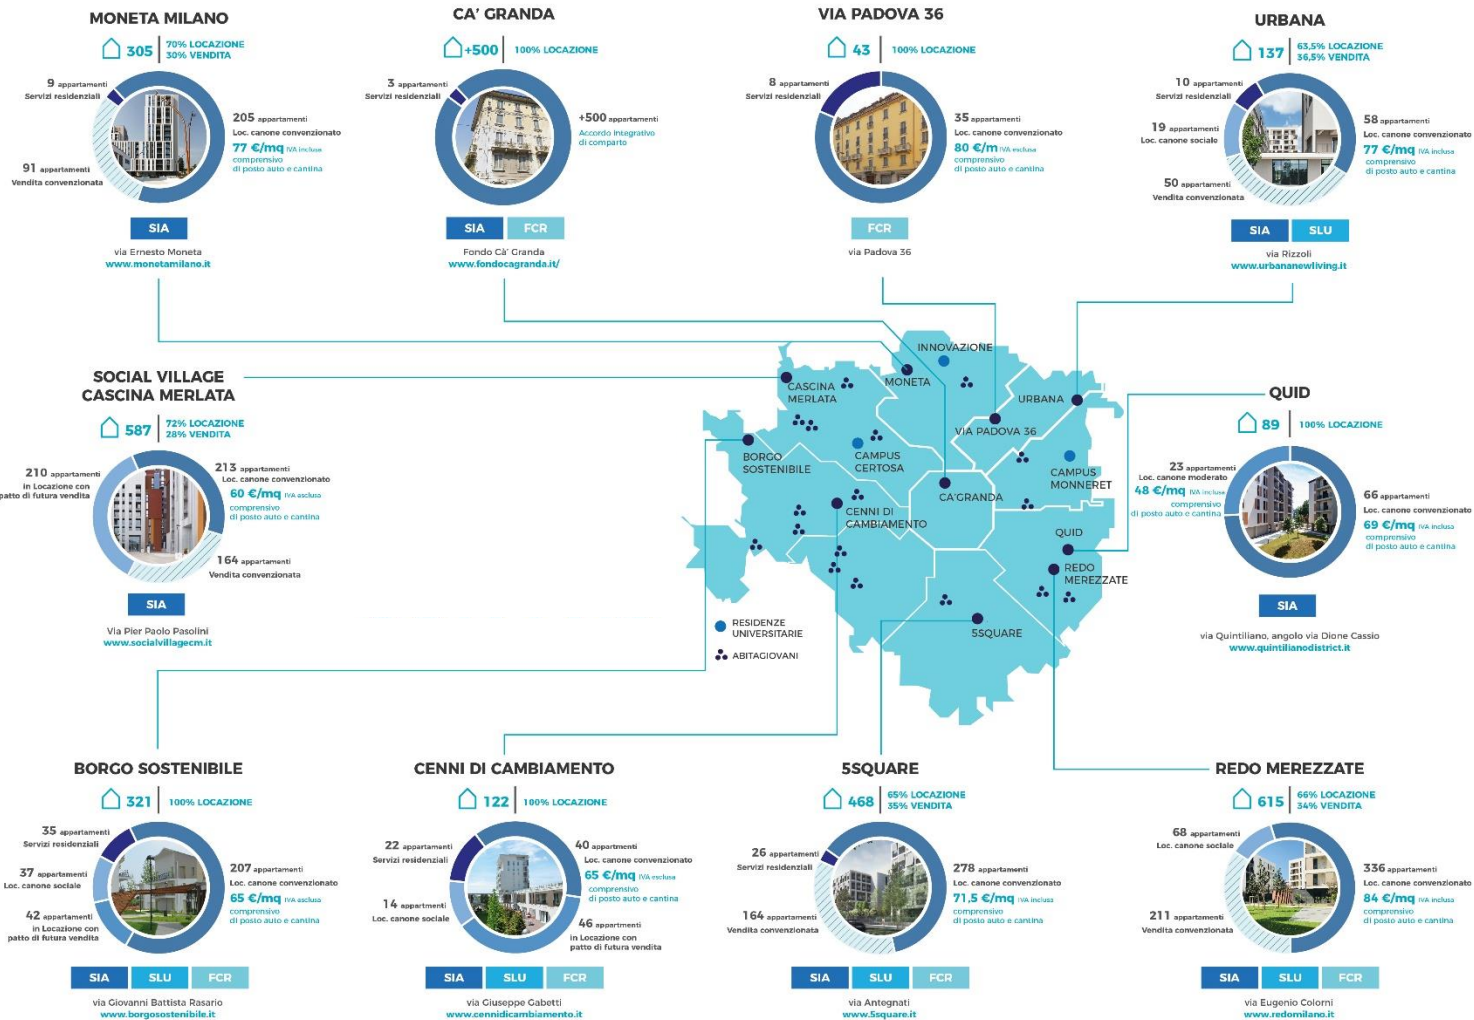 MONETA MILANO
305
70% LOCAZIONE
30% VENDITA
9 appartamenti
Servizi residenziali
205 appartamenti
Loc. canone convenzionato
77 €/mq IVA inclusa
comprensivo
di posto auto e cantina
91 appartamenti
Vendita convenzionata
SIA
via Ernesto Moneta
www.monetamilano.it
CA' GRANDA
+500
100% LOCAZIONE
3 appartamenti
Servizi residenziali
+500 appartamenti
Accordo integrativo
di comparto
SIA
FCR
Fondo Cà' Granda
www.fondocagranda.it/
VIA PADOVA 36
43
100% LOCAZIONE
8 appartamenti
Servizi residenziali
35 appartamenti
Loc. canone convenzionato
80 €/m IVA esclusa
comprensivo
di posto auto e cantina
FCR
via Padova 36
URBANA
137
63,5% LOCAZIONE
36,5% VENDITA
10 appartamenti
Servizi residenziali
19 appartamenti
Loc. canone sociale
58 appartamenti
Loc. canone convenzionato
77 €/mq IVA inclusa
comprensivo
di posto auto e cantina
50 appartamenti
Vendita convenzionata
SIA
SLU
via Rizzoli
www.urbananewliving.it
SOCIAL VILLAGE
CASCINA MERLATA
587
72% LOCAZIONE
28% VENDITA
210 appartamenti
in Locazione con
patto di futura vendita
213 appartamenti
Loc. canone convenzionato
60 €/mq IVA esclusa
comprensivo
di posto auto e cantina
164 appartamenti
Vendita convenzionata
SIA
Via Pier Paolo Pasolini
www.socialvillagecm.it
INNOVAZIONE
MONETA
CASCINA
MERLATA
URBANA
VIA PADOVA 36
BORGO
SOSTENIBILE
CAMPUS
CERTOSA
CAMPUS
MONNERET
CA'GRANDA
CENNI DI
CAMBIAMENTO
QUID
REDO
MEREZZATE
5SQUARE
RESIDENZE
UNIVERSITARIE
ABITAGIOVANI
QUID
89
100% LOCAZIONE
23 appartamenti
Loc. canone moderato
48 €/mq IVA inclusa
comprensivo
di posto auto e cantina
66 appartamenti
Loc. canone convenzionato
69 €/mq IVA inclusa
comprensivo
di posto auto e cantina
SIA
via Quintiliano, angolo via Dione Cassio
www.quintilianodistrict.it
BORGO SOSTENIBILE
321
100% LOCAZIONE
35 appartamenti
Servizi residenziali
37 appartamenti
Loc. canone sociale
42 appartamenti
in Locazione con
patto di futura vendita
207 appartamenti
Loc. canone convenzionato
65 €/mq IVA esclusa
comprensivo
di posto auto e cantina
SIA
SLU
FCR
via Giovanni Battista Rasario
www.borgosostenibile.it
CENNI DI CAMBIAMENTO
122
100% LOCAZIONE
22 appartamenti
Servizi residenziali
14 appartamenti
Loc. canone sociale
40 appartamenti
Loc. canone convenzionato
65 €/mq IVA esclusa
comprensivo
di posto auto e cantina
46 appartmenti
in Locazione con
patto di futura vendita
SIA
SLU
FCR
via Giuseppe Gabetti
www.cennidicambiamento.it
5SQUARE
468
65% LOCAZIONE
35% VENDITA
26 appartamenti
Servizi residenziali
278 appartamenti
Loc. canone convenzionato
71,5 €/mq IVA inclusa
comprensivo
di posto auto e cantina
164 appartamenti
Vendita convenzionata
SIA
SLU
FCR
via Antegnati
www.5square.it
REDO MEREZZATE
615
66% LOCAZIONE
34% VENDITA
68 appartamenti
Loc. canone sociale
336 appartamenti
Loc. canone convenzionato
84 €/mq IVA inclusa
comprensivo
di posto auto e cantina
211 appartamenti
Vendita convenzionata
SIA
SLU
FCR
via Eugenio Colorni
www.redomilano.it